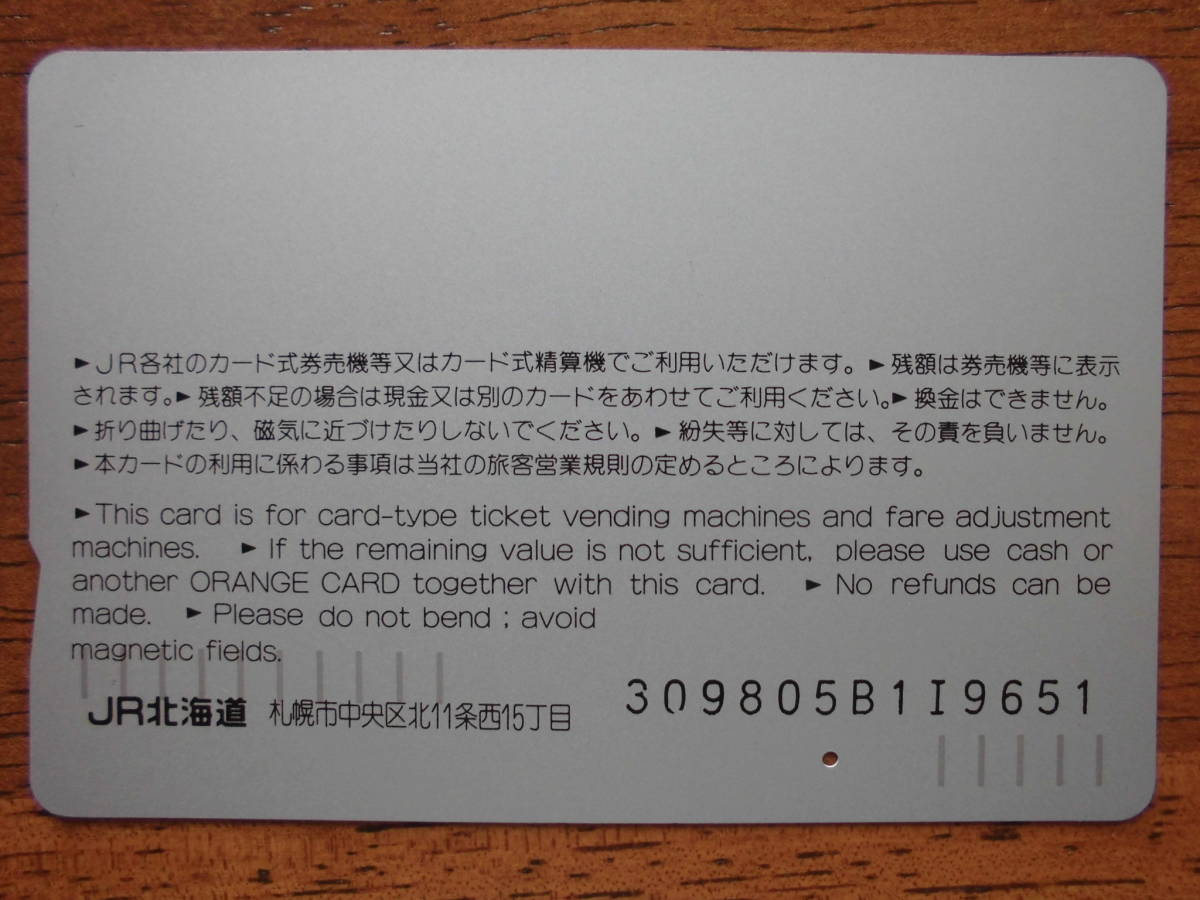 ►JR各社のカード式券売機等又はカード式精算機でご利用いただけます。►残額は券売機等に表示
されます。►残額不足の場合は現金又は別のカードをあわせてご利用ください。►換金はできません。
►折り曲げたり、磁気に近づけたりしないでください。►紛失等に対しては、その責を負いません。
►本カードの利用に係わる事項は当社の旅客営業規則の定めるところによります。
►This card is for card-type ticket vending machines and fare adjustment
machines. ►If the remaining value is not sufficient, please use cash or
another ORANGE CARD together with this card. ►No refunds can be
made. ►Please do not bend ; avoid
magnetic fields.
JR北海道 札幌市中央区北11条西15丁目
309805B1I9651